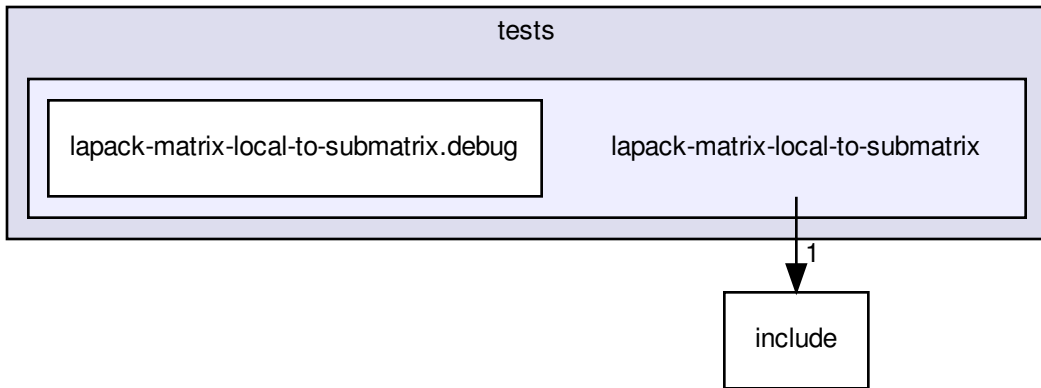 tests
lapack-matrix-local-to-submatrix.debug
lapack-matrix-local-to-submatrix
1
include